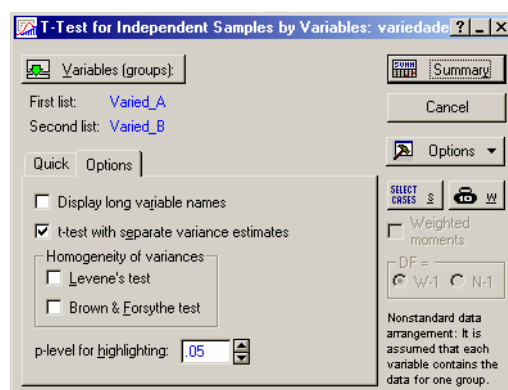 T-Test for Independent Samples by Variables: variedade ? _ X
Variables (groups):
First list: Varied_A
Second list: Varied_B
Quick Options
Display long variable names
t-test with separate variance estimates
Homogeneity of variances
Levene's test
Brown & Forsythe test
p-level for highlighting: .05
SUMM Summary
Cancel
Options
SELECT CASES S W
Weighted moments
DF =
W-1 N-1
Nonstandard data
arrangement: It is
assumed that each
variable contains the
data for one group.